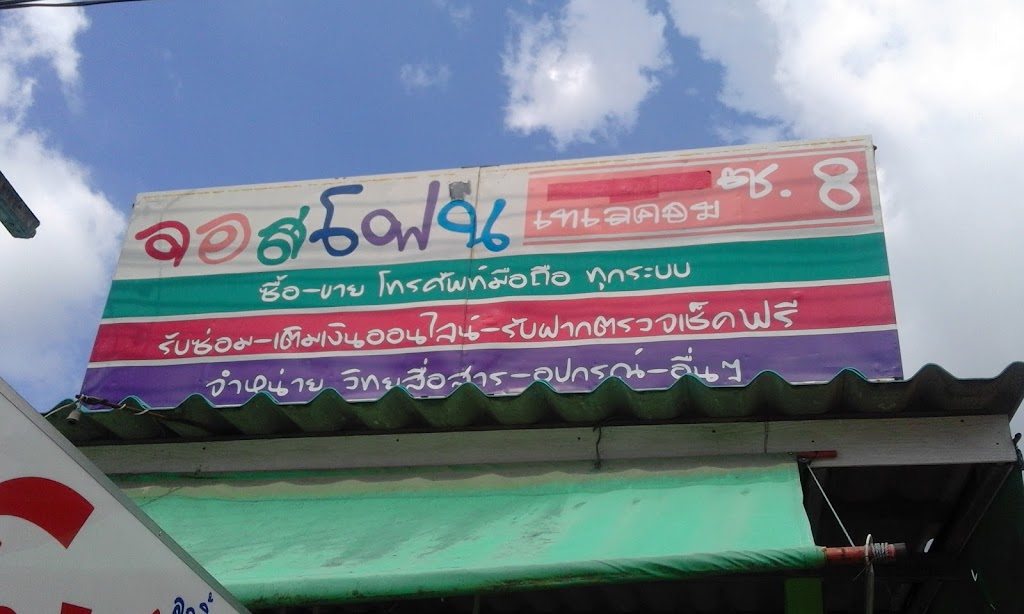 จอสโฟน
ซ. 8
เทเลคอม
ซื้อ-ขาย โทรศัพท์มือถือ ทุกระบบ
รับซ่อม-เติมเงินออนไลน์-รับฝากตรวจเช็คฟรี
จำหน่าย วิทยุสื่อสาร-อุปกรณ์-อื่นๆ